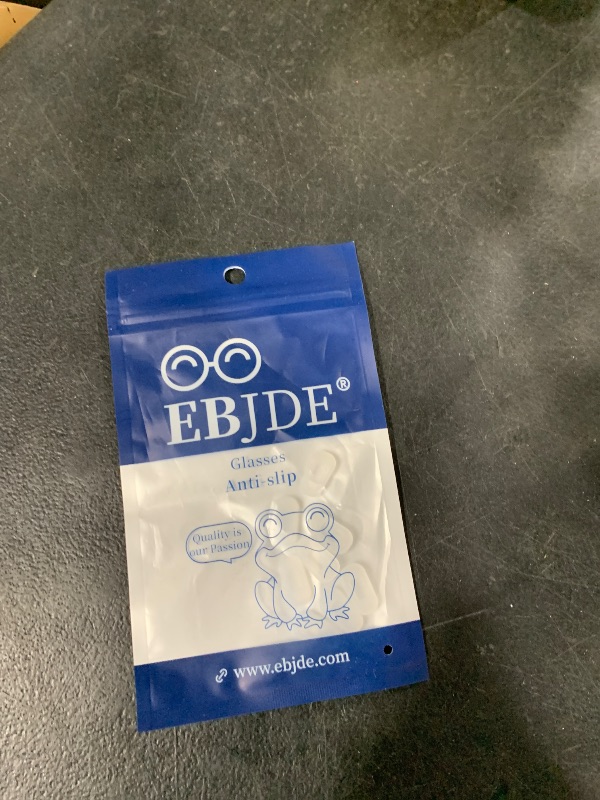 EBJDE®
Glasses
Anti-slip
Quality is
our Passion
www.ebjde.com